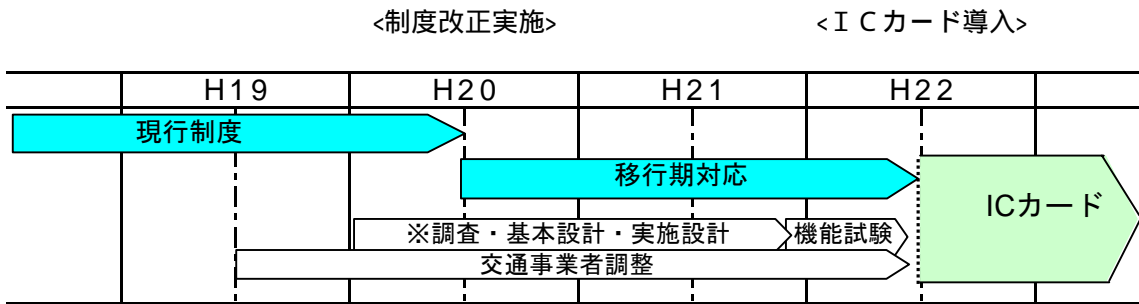 <制度改正実施> <ＩＣカード導入>
H19 H20 H21 H22
現行制度
移行期対応
ICカード
※調査・基本設計・実施設計 機能試験
交通事業者調整